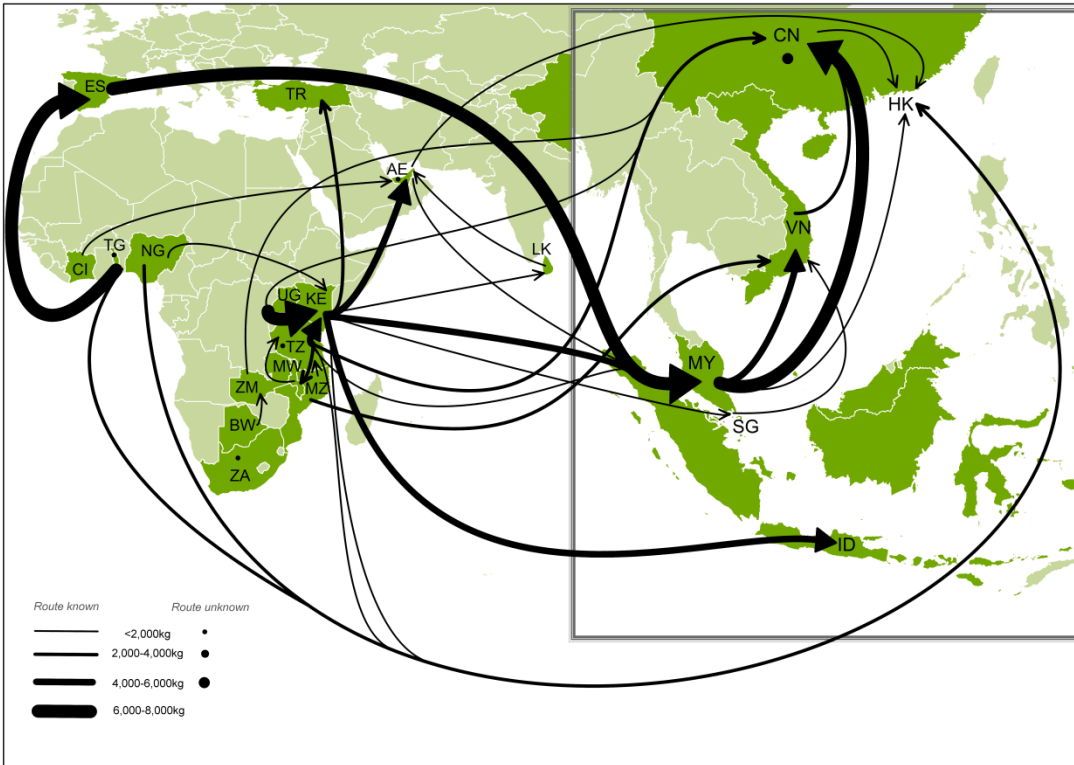 CN
ES
TR
HK
AE
TG
NG
LK
VN
CI
UG
KE
TZ
MW
MY
ZM
MZ
BW
SG
ZA
ID
Route known
Route unknown
<2,000kg
2,000-4,000kg
4,000-6,000kg
6,000-8,000kg